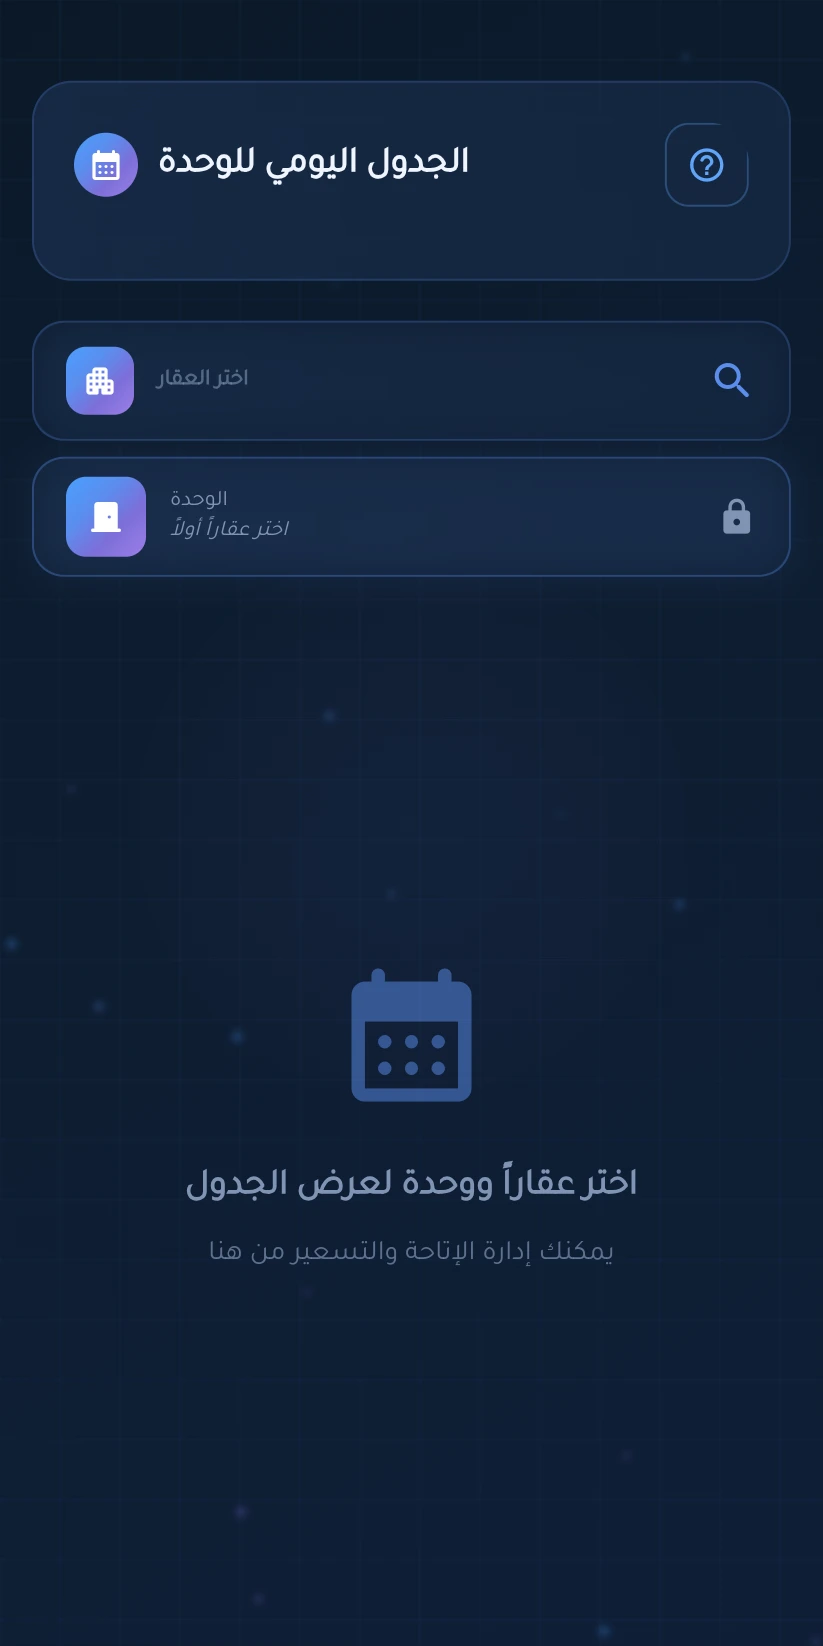 الجدول اليومي للوحدة
اختر العقار
الوحدة
اختر عقاراً أولاً
اختر عقاراً ووحدة لعرض الجدول
يمكنك إدارة الإتاحة والتسعير من هنا